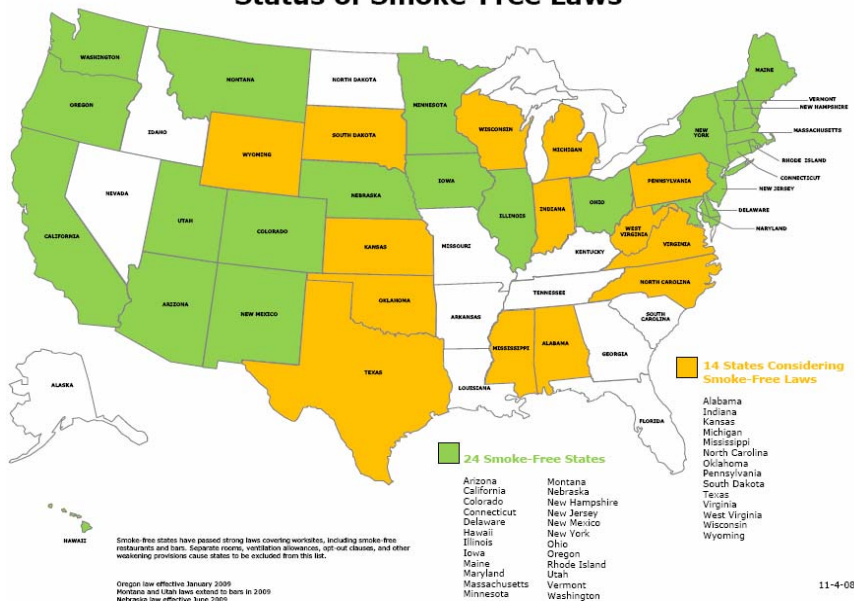 Status of Smoke-Free Laws
WASHINGTON
OREGON
CALIFORNIA
IDAHO
NEVADA
MONTANA
WYOMING
UTAH
COLORADO
ARIZONA
NEW MEXICO
NORTH DAKOTA
SOUTH DAKOTA
NEBRASKA
KANSAS
OKLAHOMA
TEXAS
MINNESOTA
IOWA
MISSOURI
ARKANSAS
LOUISIANA
WISCONSIN
ILLINOIS
MICHIGAN
INDIANA
OHIO
KENTUCKY
TENNESSEE
MISSISSIPPI
ALABAMA
GEORGIA
FLORIDA
SOUTH
CAROLINA
NORTH CAROLINA
VIRGINIA
WEST
VIRGINIA
PENNSYLVANIA
NEW
YORK
MAINE
VERMONT
NEW HAMPSHIRE
MASSACHUSETTS
RHODE ISLAND
CONNECTICUT
NEW JERSEY
DELAWARE
MARYLAND
ALASKA
HAWAII
14 States Considering
Smoke-Free Laws
Alabama
Indiana
Kansas
Michigan
Mississippi
North Carolina
Oklahoma
Pennsylvania
South Dakota
Texas
Virginia
West Virginia
Wisconsin
Wyoming
24 Smoke-Free States
Arizona
California
Colorado
Connecticut
Delaware
Hawaii
Illinois
Iowa
Maine
Maryland
Massachusetts
Minnesota
Montana
Nebraska
New Hampshire
New Jersey
New Mexico
New York
Ohio
Oregon
Rhode Island
Utah
Vermont
Washington
Smoke-free states have passed strong laws covering worksites, including smoke-free
restaurants and bars. Separate rooms, ventilation allowances, opt-out clauses, and other
weakening provisions cause states to be excluded from this list.
Oregon law effective January 2009
Montana and Utah laws extend to bars in 2009
Nebraska law effective June 2009
11-4-08